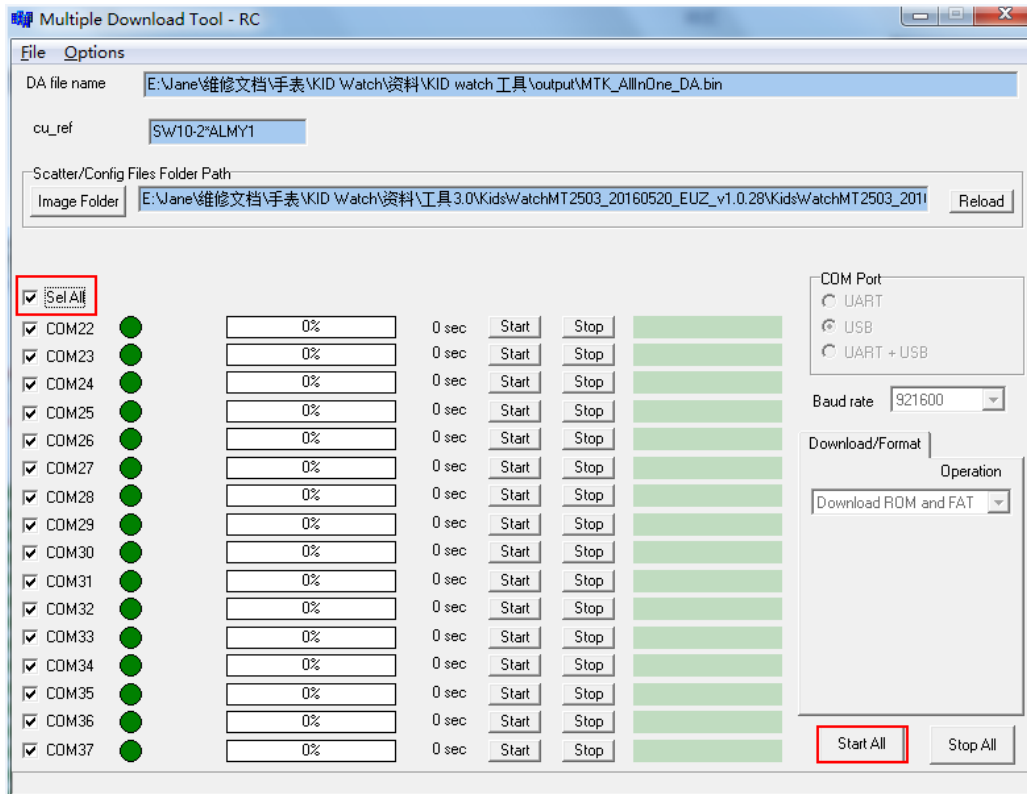 Multiple Download Tool - RC
File Options
DA file name E:\Jane\维修文档\手表\KID Watch\资料\KID watch 工具\output\MTK_AllInOne_DA.bin
cu_ref SW10-2*ALMY1
Scatter/Config Files Folder Path
Image Folder E:\Jane\维修文档\手表\KID Watch\资料\工具3.0\KidsWatchMT2503_20160520_EUZ_v1.0.28\KidsWatchMT2503_201 Reload
Sel All
COM22 0% 0 sec Start Stop
COM23 0% 0 sec Start Stop
COM24 0% 0 sec Start Stop
COM25 0% 0 sec Start Stop
COM26 0% 0 sec Start Stop
COM27 0% 0 sec Start Stop
COM28 0% 0 sec Start Stop
COM29 0% 0 sec Start Stop
COM30 0% 0 sec Start Stop
COM31 0% 0 sec Start Stop
COM32 0% 0 sec Start Stop
COM33 0% 0 sec Start Stop
COM34 0% 0 sec Start Stop
COM35 0% 0 sec Start Stop
COM36 0% 0 sec Start Stop
COM37 0% 0 sec Start Stop
COM Port
UART
USB
UART + USB
Baud rate 921600
Download/Format
Operation
Download ROM and FAT
Start All Stop All